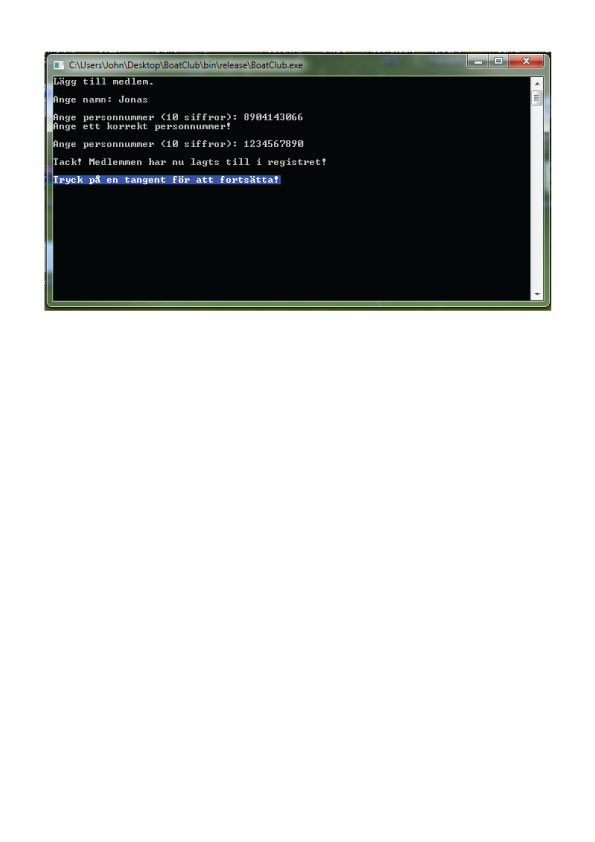 C:\Users\John\Desktop\BoatClub\bin\release\BoatClub.exe
Lägg till medlem.
Ange namn: Jonas
Ange personnummer (10 siffror): 8904143066
Ange ett korrekt personnummer!
Ange personnummer (10 siffror): 1234567890
Tack! Medlemmen har nu lagts till i registret!
Tryck på en tangent för att fortsätta!